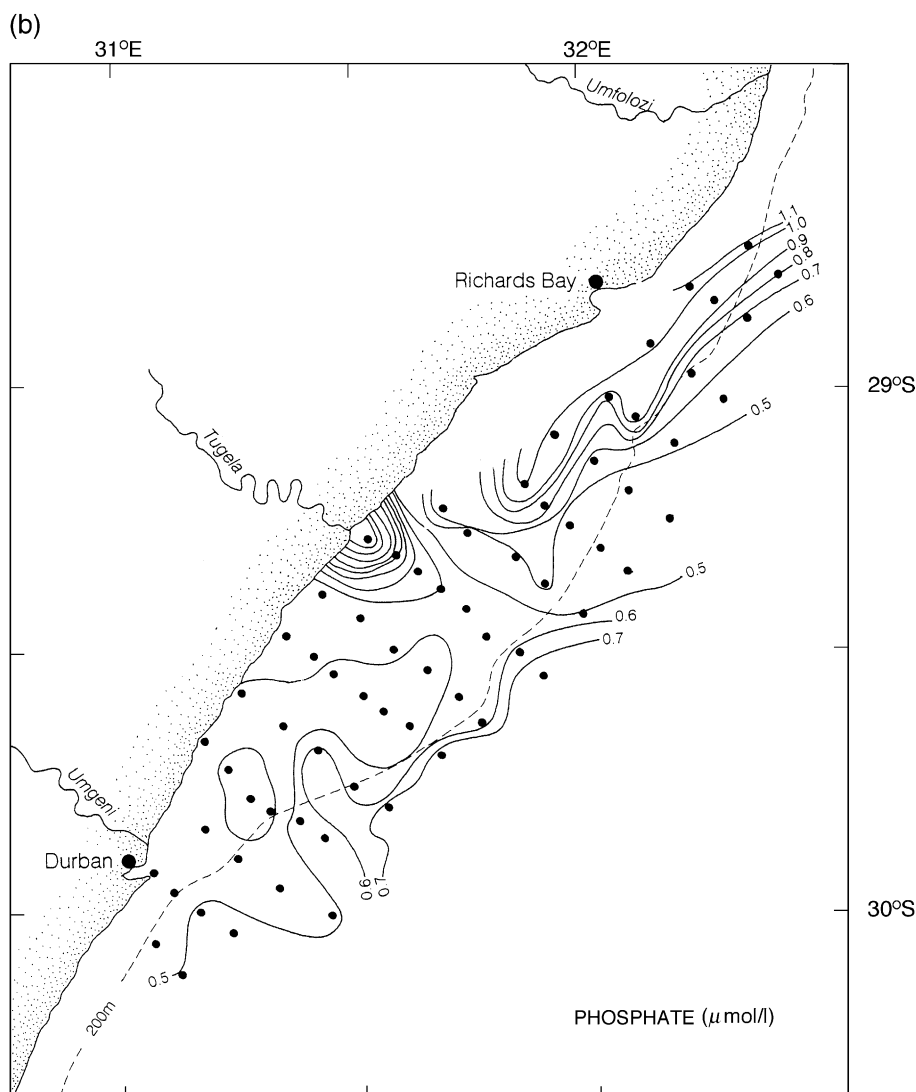 (b)
31°E
32°E
Umfolozi
1.1
1.0
0.9
0.8
0.7
0.6
Richards Bay
29°S
0.5
Tugela
0.5
0.6
0.7
Umgeni
Durban
0.6
0.7
30°S
0.5
200m
PHOSPHATE (μmol/l)